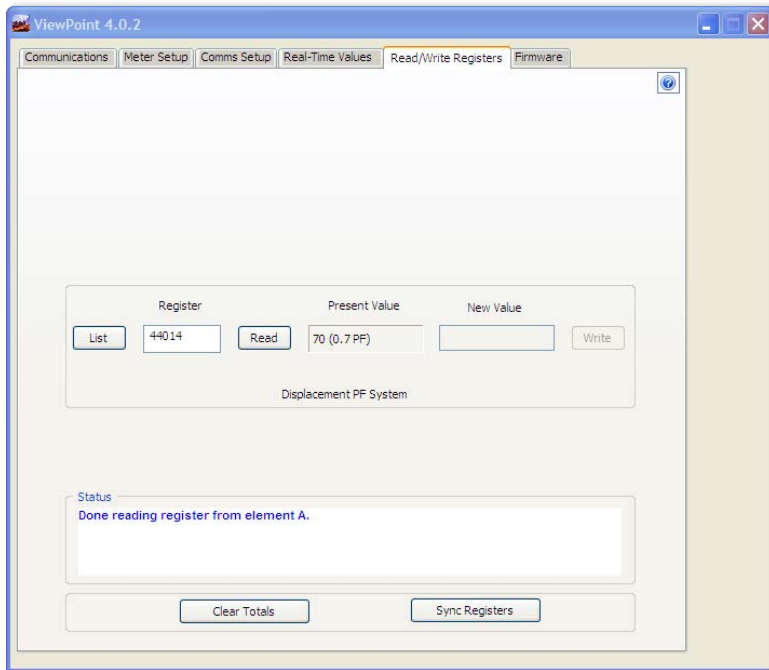 ViewPoint 4.0.2
Communications Meter Setup Comms Setup Real-Time Values Read/Write Registers Firmware
Register Present Value New Value
List 44014 Read 70 (0.7 PF) Write
Displacement PF System
Status
Done reading register from element A.
Clear Totals Sync Registers